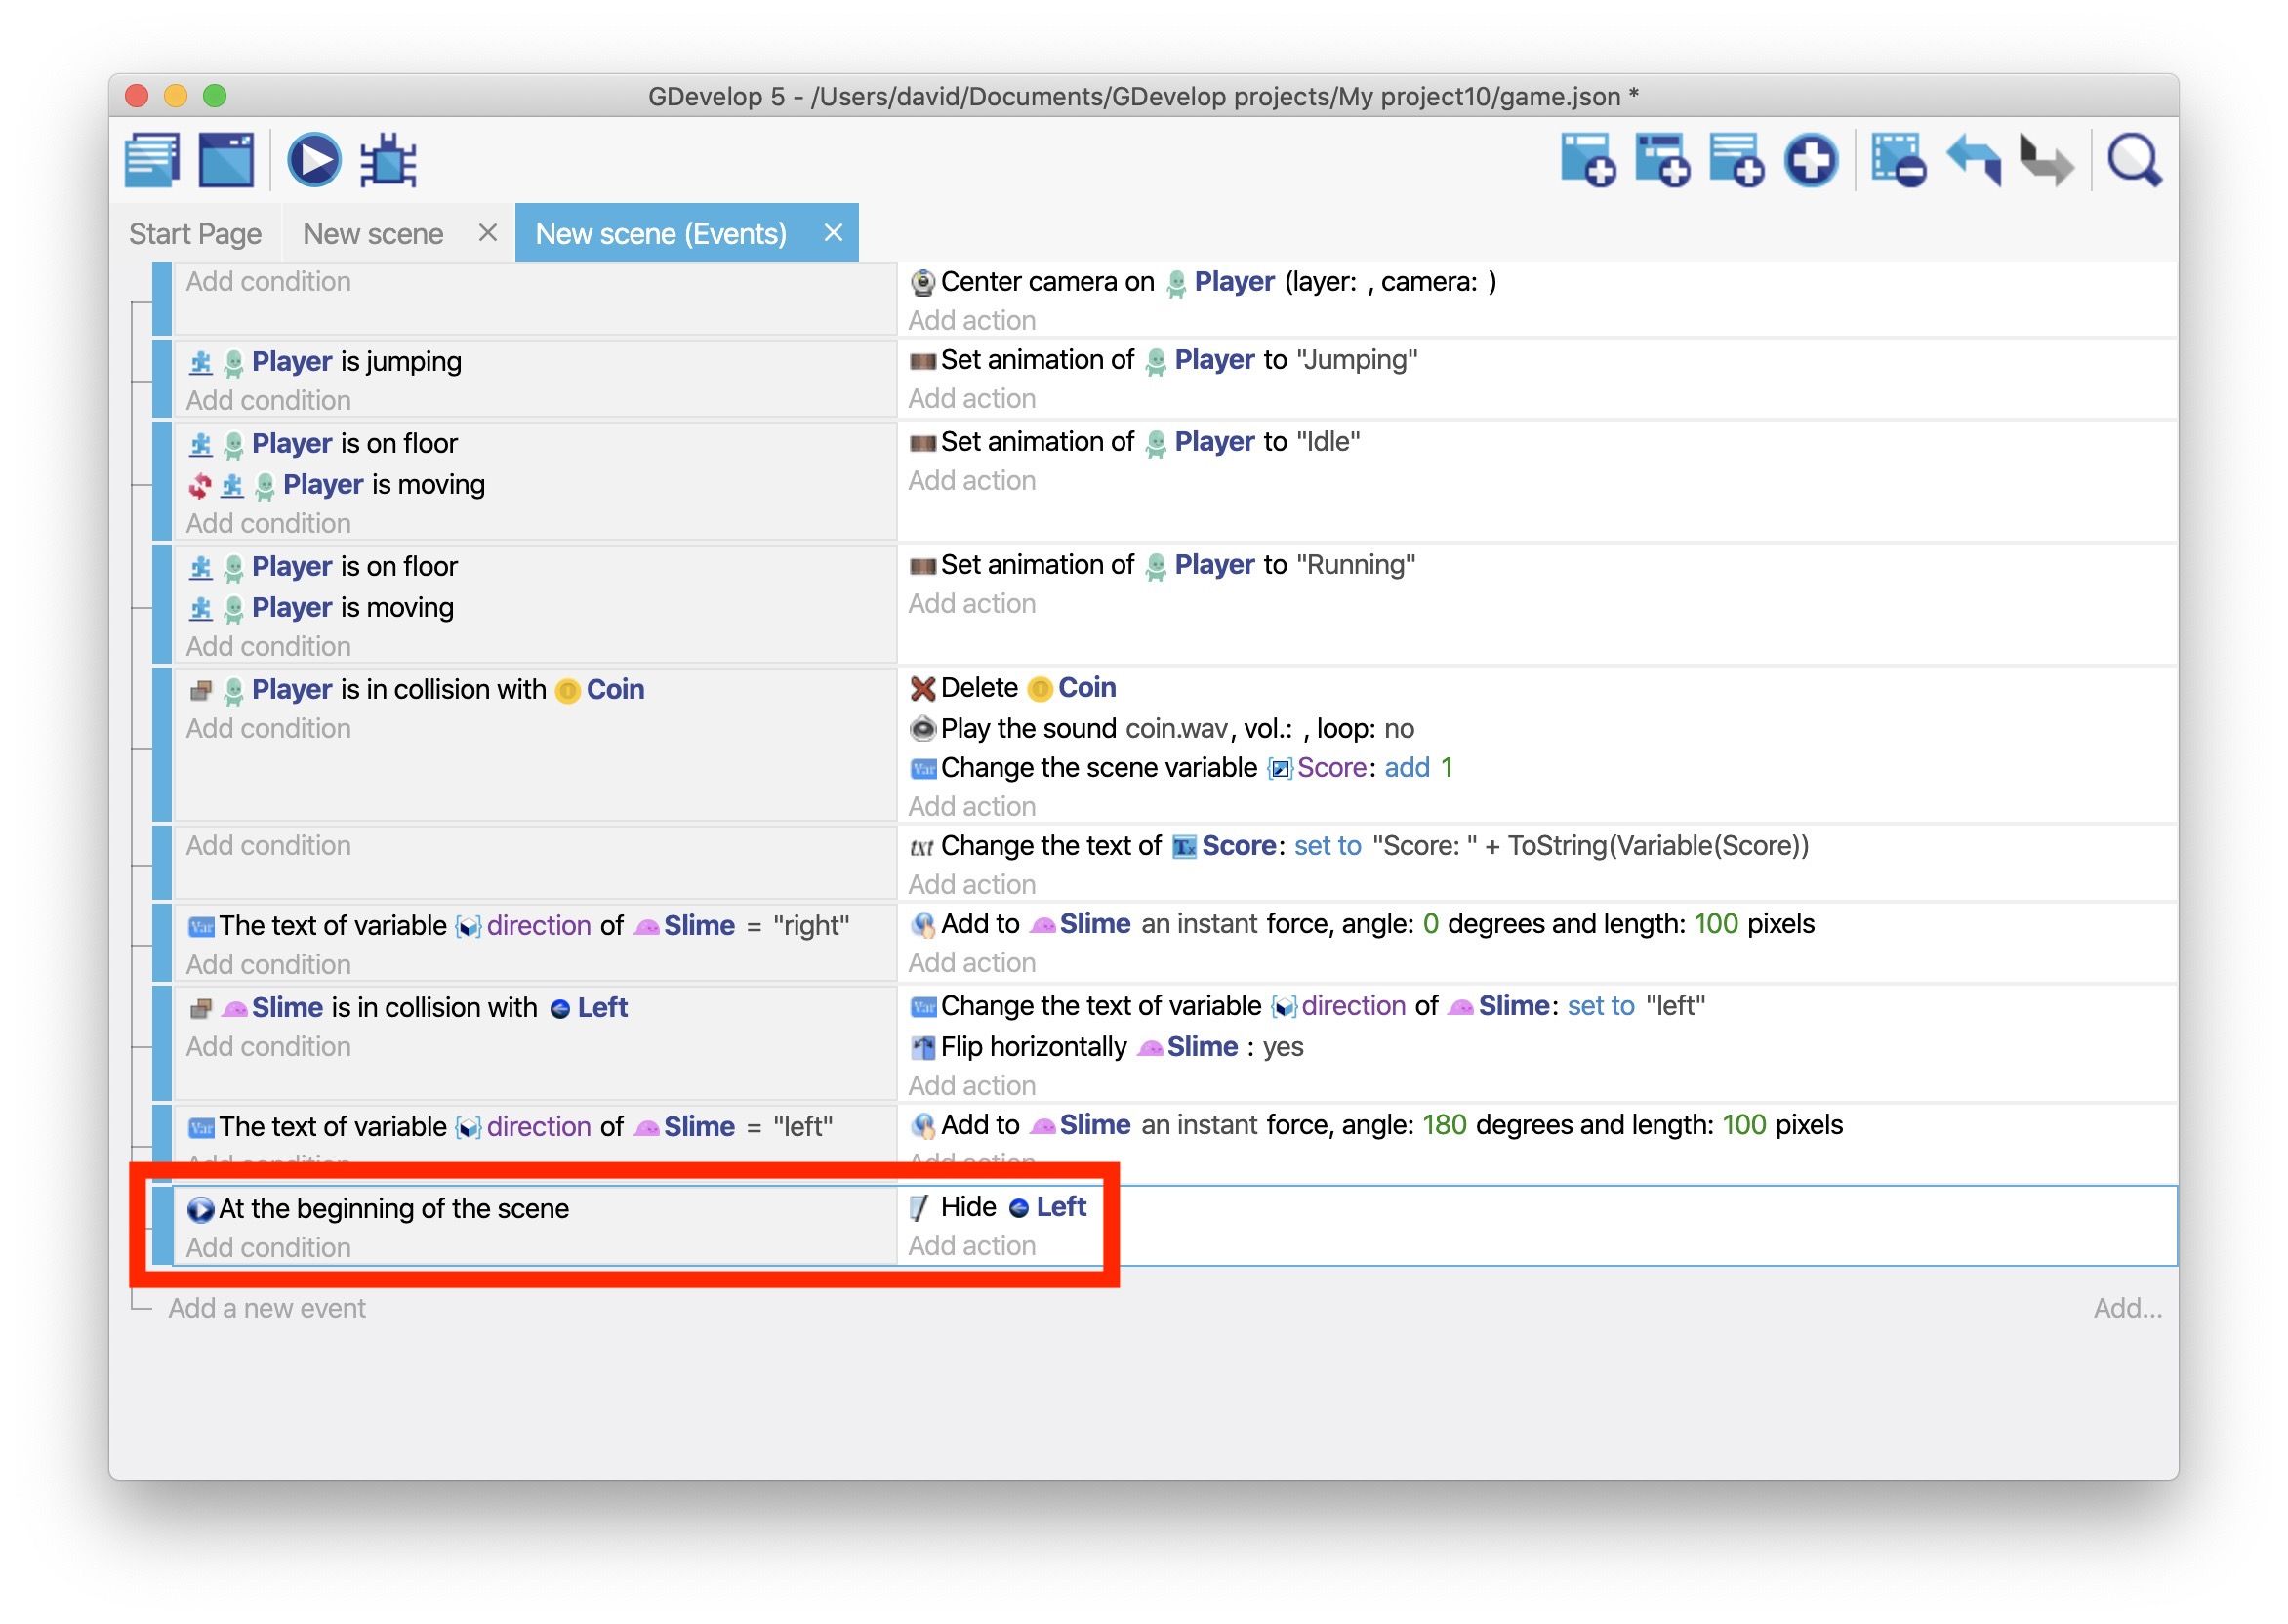 GDevelop 5 - /Users/david/Documents/GDevelop projects/My project10/game.json *
Start Page New scene × New scene (Events) ×
Add condition
Center camera on Player (layer: , camera: )
Add action
Player is jumping
Add condition
Set animation of Player to "Jumping"
Add action
Player is on floor
Player is moving
Add condition
Set animation of Player to "Idle"
Add action
Player is on floor
Player is moving
Add condition
Set animation of Player to "Running"
Add action
Player is in collision with Coin
Add condition
Delete Coin
Play the sound coin.wav, vol.: , loop: no
Var Change the scene variable Score: add 1
Add action
Add condition
txt Change the text of Tx Score: set to "Score: " + ToString(Variable(Score))
Add action
Var The text of variable direction of Slime = "right"
Add condition
Add to Slime an instant force, angle: 0 degrees and length: 100 pixels
Add action
Slime is in collision with Left
Add condition
Var Change the text of variable direction of Slime: set to "left"
Flip horizontally Slime : yes
Add action
Var The text of variable direction of Slime = "left"
Add condition
Add to Slime an instant force, angle: 180 degrees and length: 100 pixels
Add action
At the beginning of the scene
Add condition
Hide Left
Add action
Add a new event
Add...